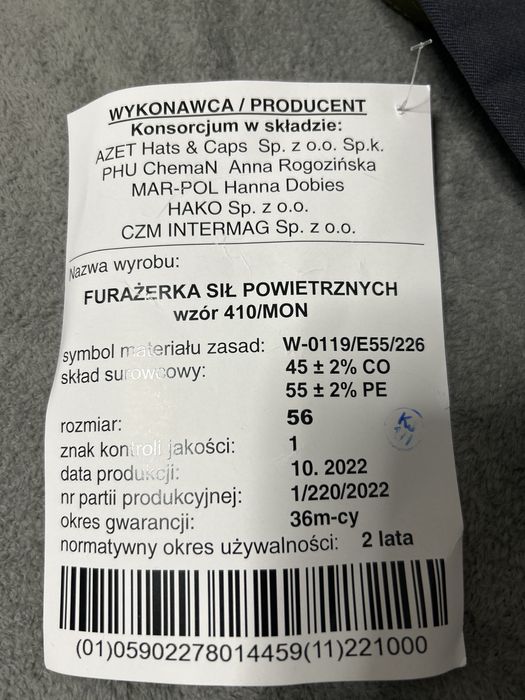 WYKONAWCA / PRODUCENT
Konsorcjum w składzie:
AZET Hats & Caps Sp. z o.o. Sp.k.
PHU ChemaN Anna Rogozińska
MAR-POL Hanna Dobies
HAKO Sp. z o.o.
CZM INTERMAG Sp. z o.o.
Nazwa wyrobu:
FURAŻERKA SIŁ POWIETRZNYCH
wzór 410/MON
symbol materiału zasad: W-0119/E55/226
skład surowcowy: 45 ± 2% CO
55 ± 2% PE
rozmiar: 56
znak kontroli jakości: 1
data produkcji: 10. 2022
nr partii produkcyjnej: 1/220/2022
okres gwarancji: 36m-cy
normatywny okres używalności: 2 lata
(01)05902278014459(11)221000